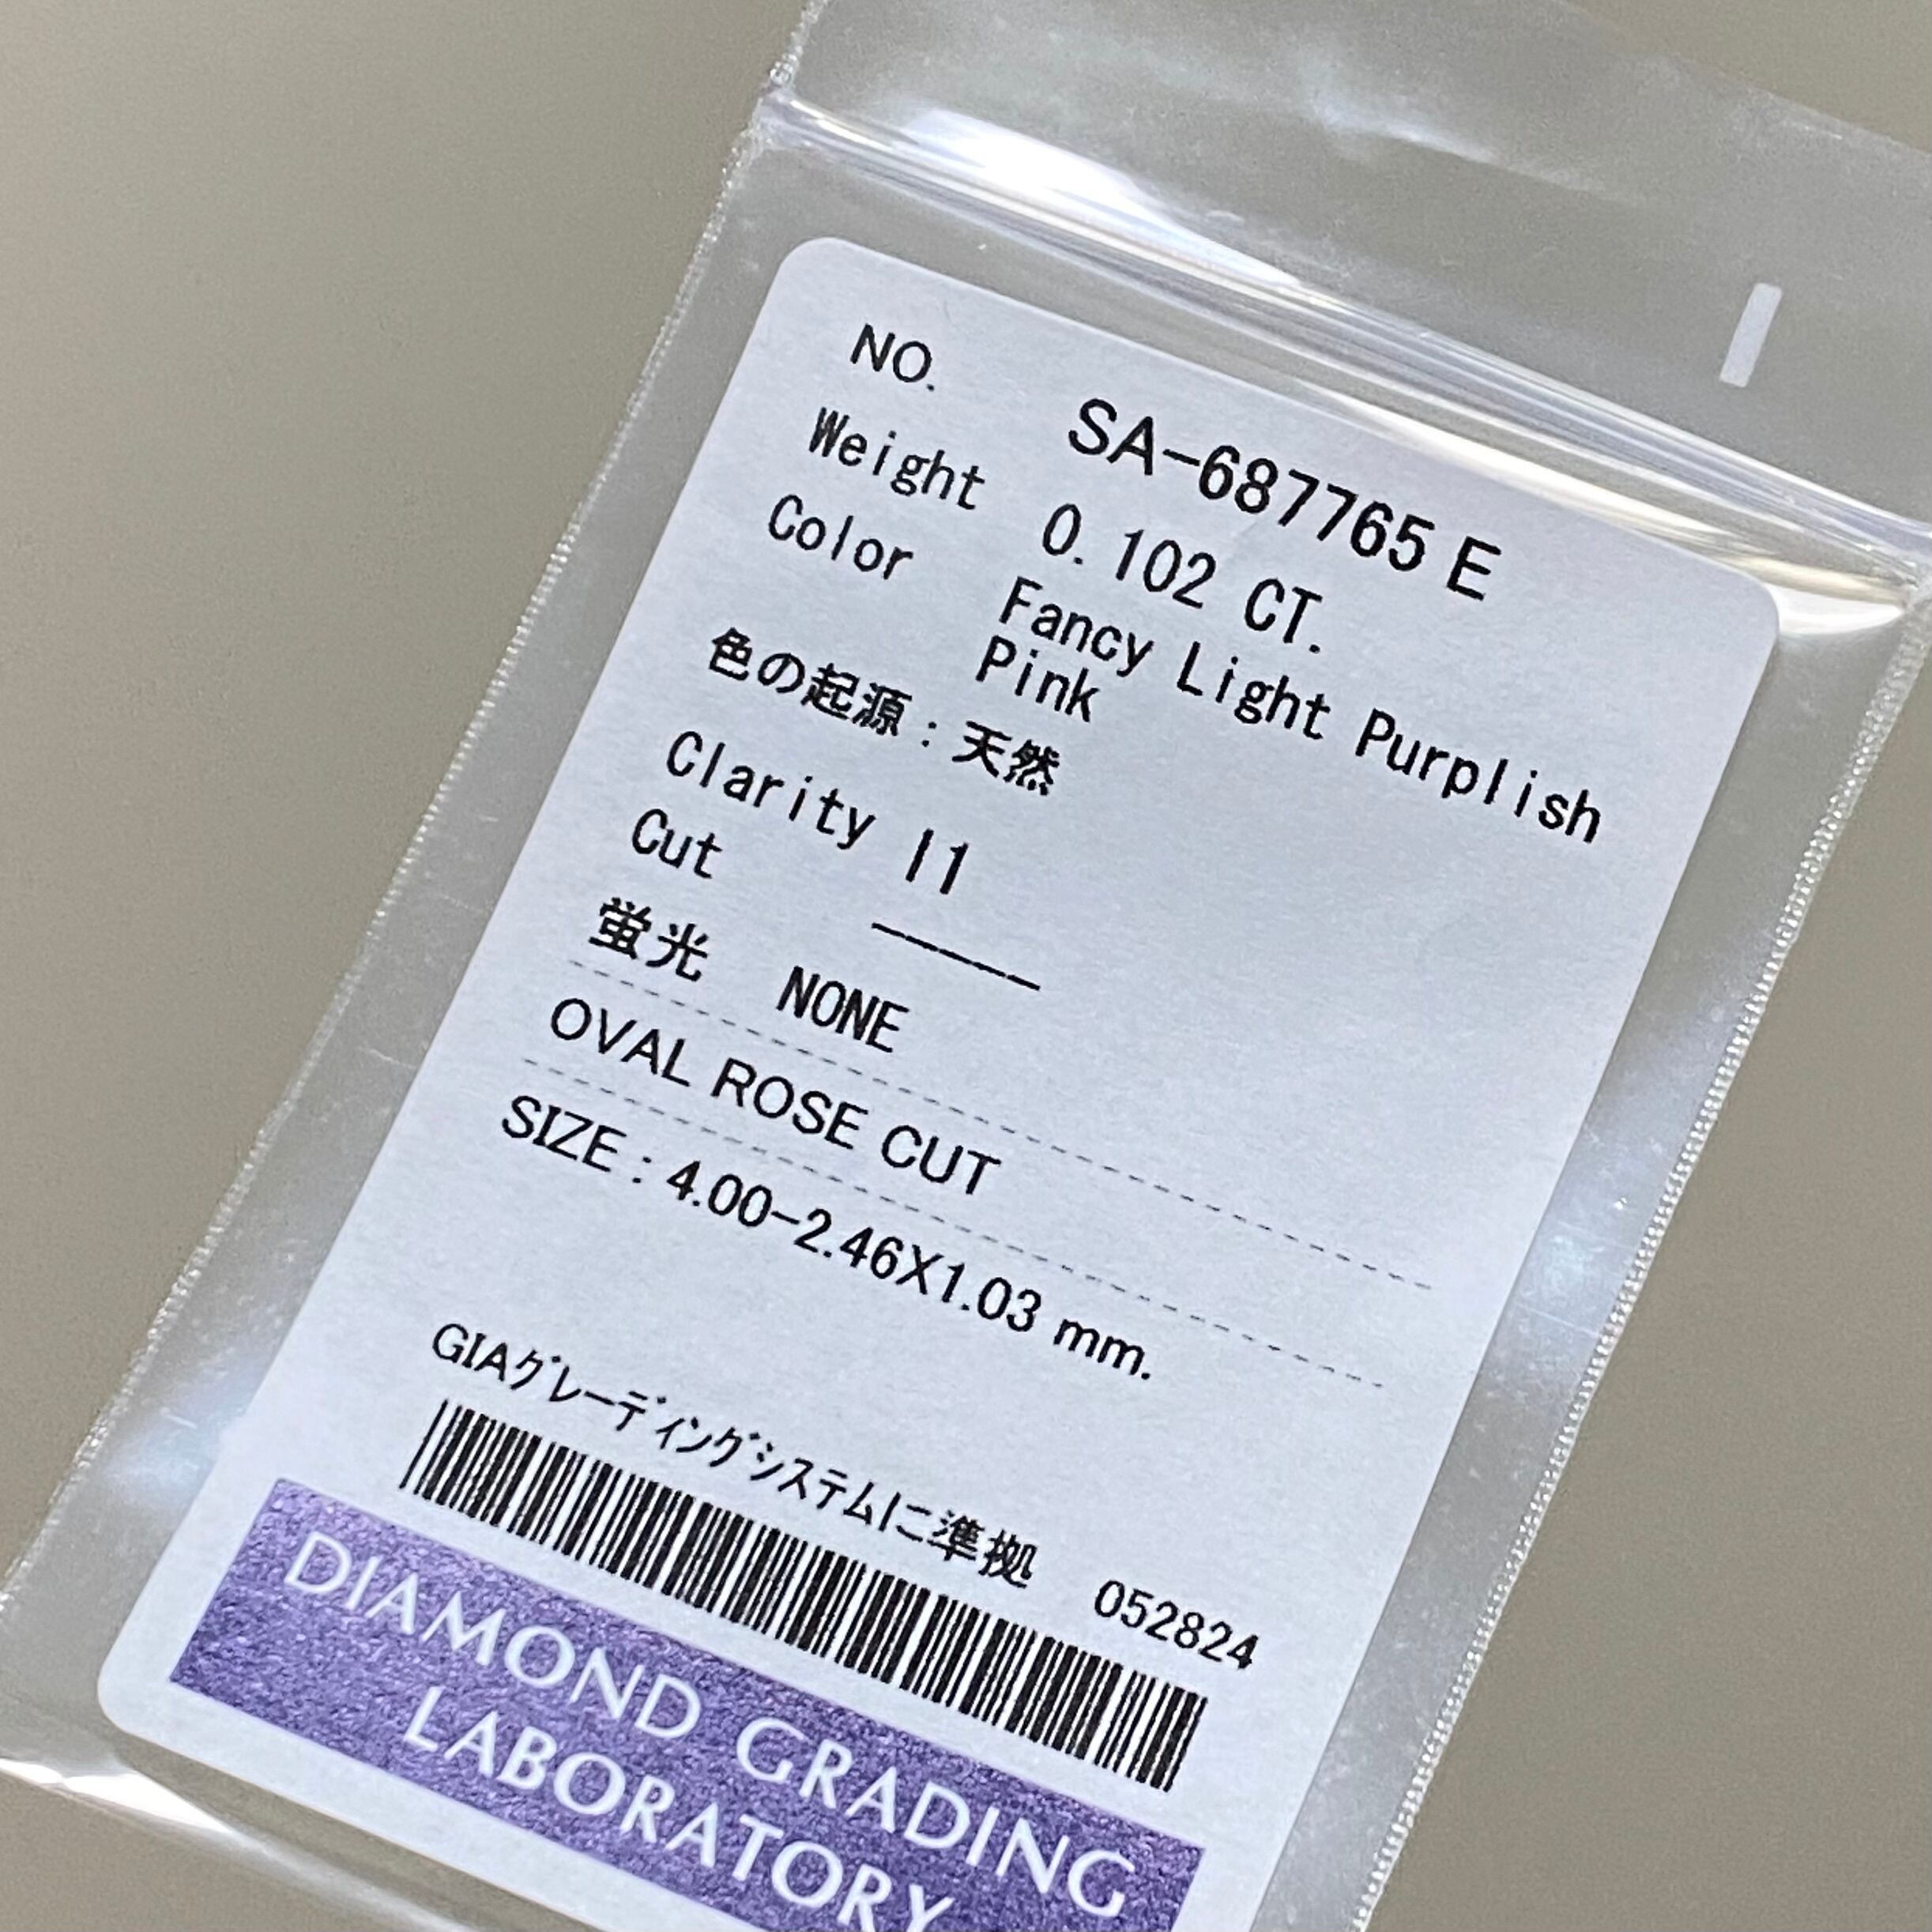 NO. SA-687765 E
Weight 0.102 CT.
Color Fancy Light Purplish
Pink
色の起源：天然
Clarity I1
Cut -----
蛍光 NONE
OVAL ROSE CUT
SIZE : 4.00-2.46X1.03 mm.
GIAｸﾞﾚｰﾃﾞｨﾝｸﾞｼｽﾃﾑに準拠 052824
DIAMOND GRADING
LABORATORY